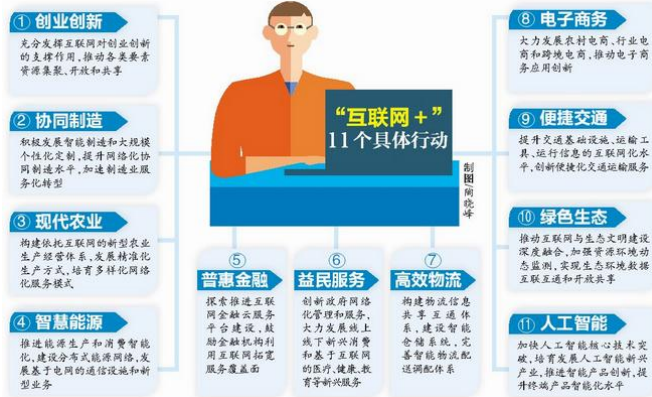 ① 创业创新
充分发挥互联网对创业创新
的支撑作用，推动各类要素
资源集聚、开放和共享
② 协同制造
积极发展智能制造和大规模
个性化定制，提升网络化协
同制造水平，加速制造业服
务化转型
③ 现代农业
构建依托互联网的新型农业
生产经营体系，发展精准化
生产方式，培育多样化网络
化服务模式
④ 智慧能源
推进能源生产和消费智能
化，建设分布式能源网络，发
展基于电网的通信设施和新
型业务
“互联网＋”
11个具体行动
制图/陶晓峰
⑤
普惠金融
探索推进互联
网金融云服务
平台建设，鼓
励金融机构利
用互联网拓宽
服务覆盖面
⑥
益民服务
创新政府网络
化管理和服务，
大力发展线上
线下新兴消费
和基于互联网
的医疗、健康、教
育等新兴服务
⑦
高效物流
构建物流信息
共享互通体
系，建设智能
仓储系统，完
善智能物流配
送调配体系
⑧ 电子商务
大力发展农村电商、行业电
商和跨境电商，推动电子商
务应用创新
⑨ 便捷交通
提升交通基础设施、运输工
具、运行信息的互联网化水
平，创新便捷化交通运输服务
⑩ 绿色生态
推动互联网与生态文明建设
深度融合，加强资源环境动
态监测，实现生态环境数据
互联互通和开放共享
⑪ 人工智能
加快人工智能核心技术突
破，培育发展人工智能新兴
产业，推进智能产品创新，提
升终端产品智能化水平